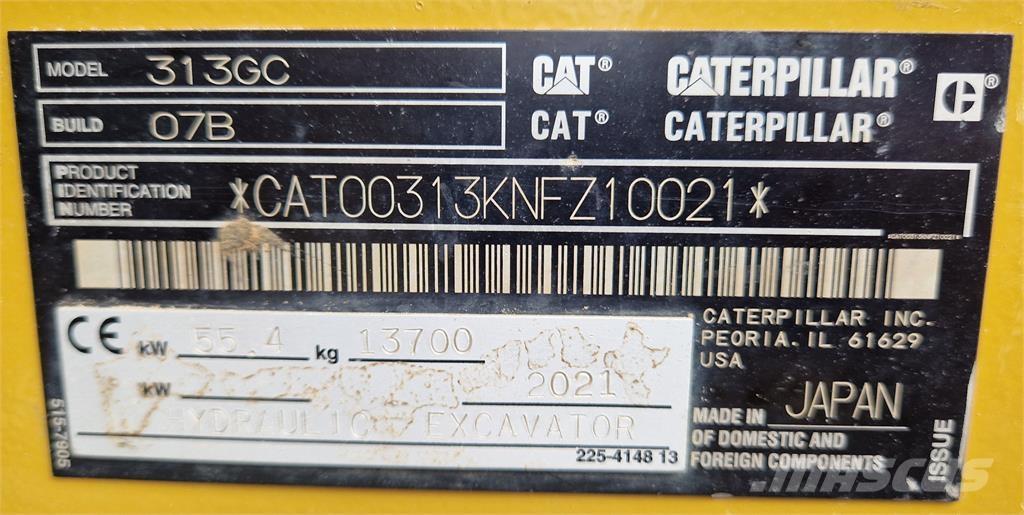 MODEL 313GC
BUILD 07B
CAT® CATERPILLAR®
CAT® CATERPILLAR®
PRODUCT
IDENTIFICATION
NUMBER
*CAT00313KNFZ10021*
CE kW 55.4 kg 13700
kW 2021
HYDRAULIC EXCAVATOR
225-4148 13
515-7905
CATERPILLAR INC.
PEORIA.IL 61629
USA
MADE IN JAPAN
OF DOMESTIC AND
FOREIGN COMPONENTS
ISSUE
MASCUS